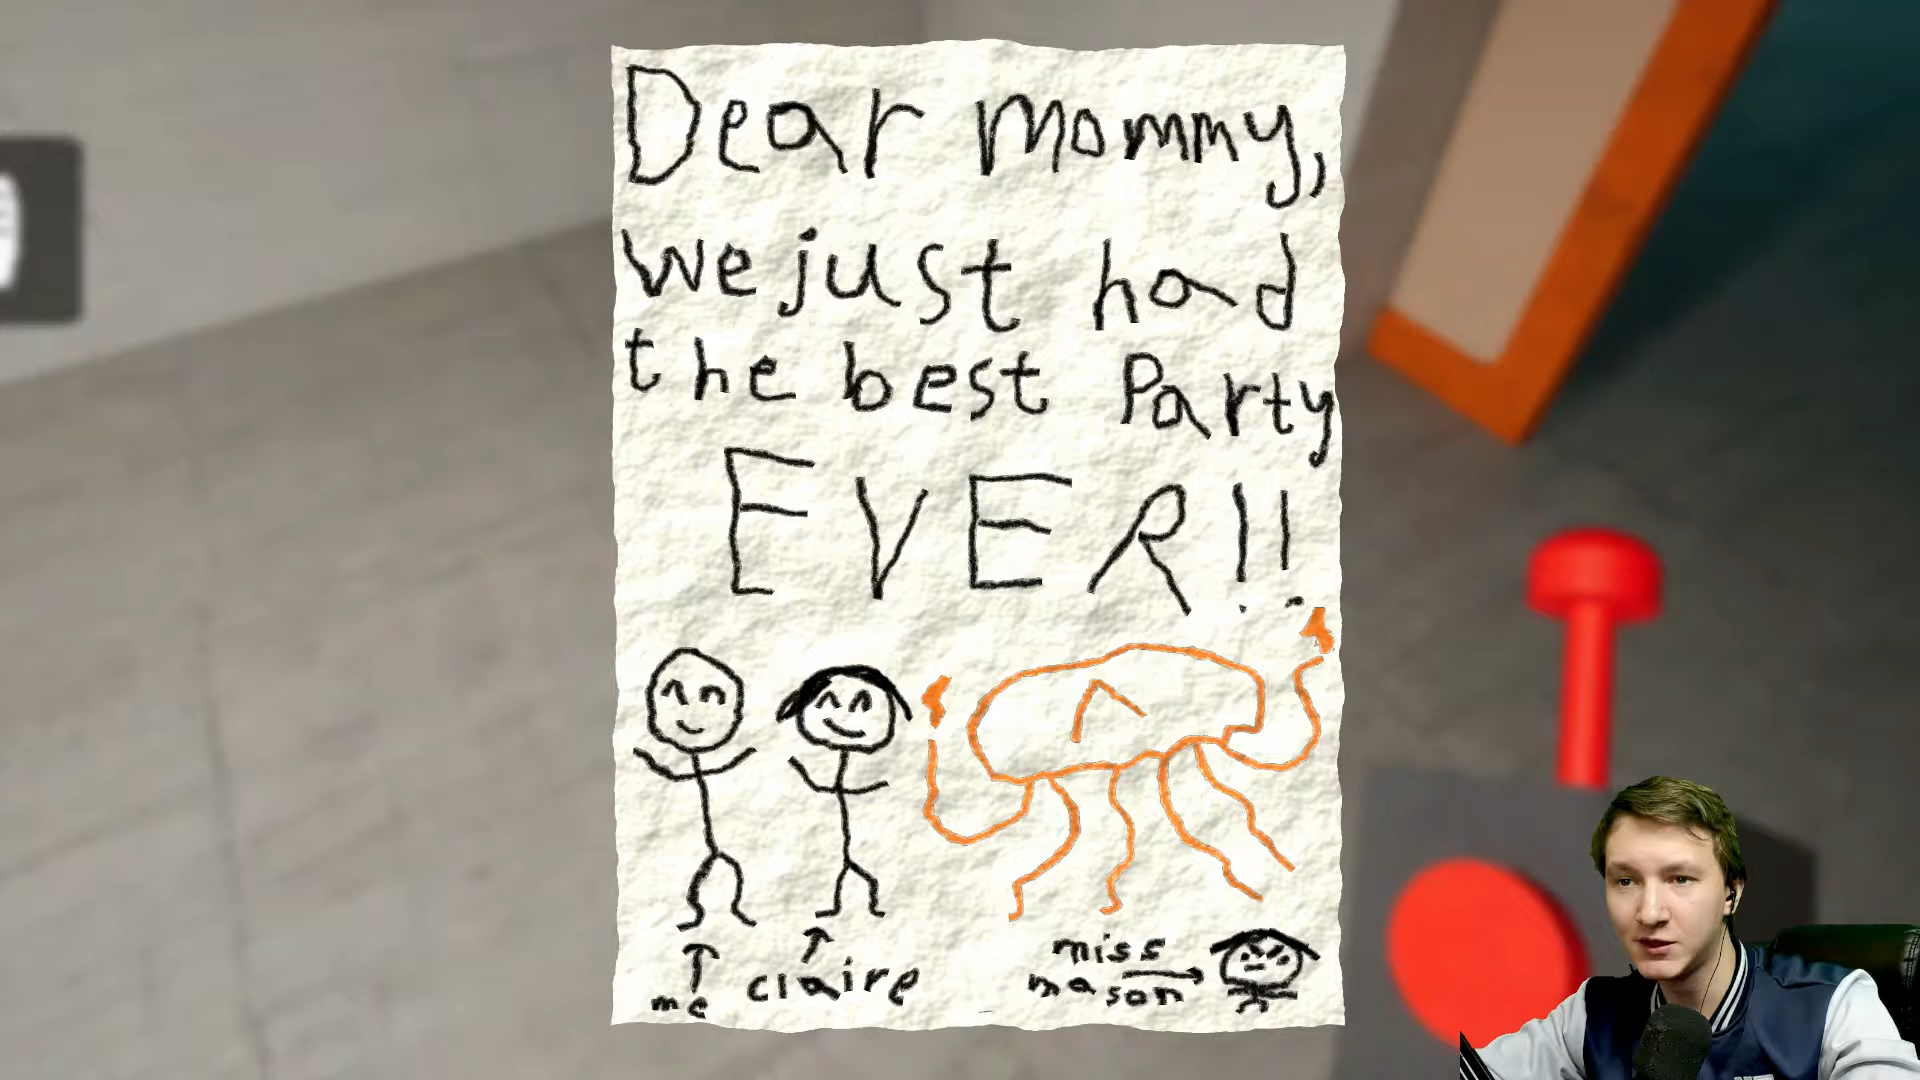 Dear mommy,
we just had
the best Party
EVER!!
me
claire
miss
mason